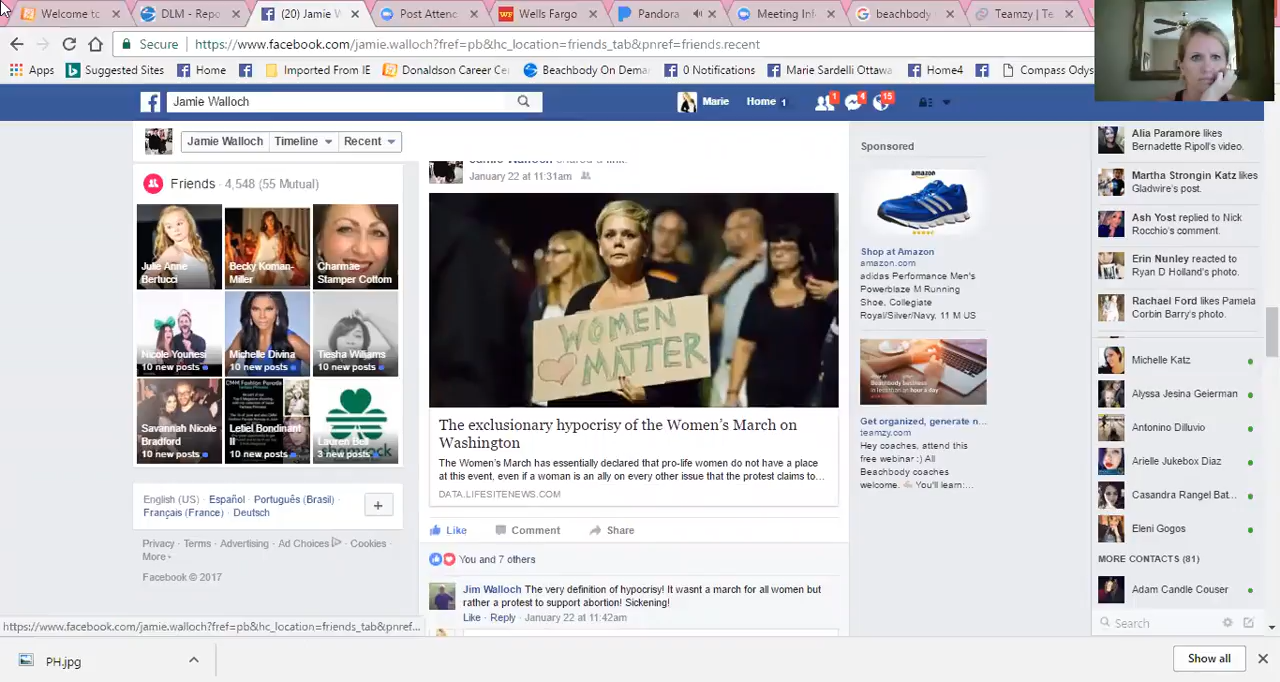 Welcome to
DLM - Repo
(20) Jamie W
Post Attend
Wells Fargo
Pandora
Meeting Inf
beachbody
Teamzy | Te
Secure
https://www.facebook.com/jamie.walloch?fref=pb&hc_location=friends_tab&pnref=friends.recent
Apps
Suggested Sites
Home
Imported From IE
Donaldson Career Ce
Beachbody On Dema
0 Notifications
Marie Sardelli Ottawa
Home4
Compass Odys
Jamie Walloch
Marie
Home 1
1
4
15
Jamie Walloch
Timeline
Recent
Friends · 4,548 (55 Mutual)
Julie Anne
Bertucci
Becky Koman-
Miller
Charmae
Stamper Cottom
Nicole Younesi
10 new posts
Michelle Divina
10 new posts
Tiesha Williams
10 new posts
Savannah Nicole
Bradford
10 new posts
Letiel Bondinant
II
10 new posts
Lauren Bell
3 new posts
English (US) · Español · Português (Brasil) ·
Français (France) · Deutsch
Privacy · Terms · Advertising · Ad Choices · Cookies ·
More
Facebook © 2017
Jamie Walloch shared a link.
January 22 at 11:31am
WOMEN
MATTER
The exclusionary hypocrisy of the Women's March on
Washington
The Women's March has essentially declared that pro-life women do not have a place
at this event, even if a woman is an ally on every other issue that the protest claims to...
DATA.LIFESITENEWS.COM
Like
Comment
Share
You and 7 others
Jim Walloch The very definition of hypocrisy! It wasnt a march for all women but
rather a protest to support abortion! Sickening!
Like · Reply · January 22 at 11:42am
Sponsored
amazon
Shop at Amazon
amazon.com
adidas Performance Men's
Powerblaze M Running
Shoe, Collegiate
Royal/Silver/Navy, 11 M US
Get organized, generate n...
teamzy.com
Hey coaches, attend this
free webinar :) All
Beachbody coaches
welcome. You'll learn:...
Alia Paramore likes
Bernadette Ripoll's video.
Martha Strongin Katz likes
Gladwire's post.
Ash Yost replied to Nick
Rocchio's comment.
Erin Nunley reacted to
Ryan D Holland's photo.
Rachael Ford likes Pamela
Corbin Barry's photo.
Michelle Katz
Alyssa Jesina Geierman
Antonino Dilluvio
Arielle Jukebox Diaz
Casandra Rangel Bat...
Eleni Gogos
MORE CONTACTS (81)
Adam Candle Couser
Search
https://www.facebook.com/jamie.walloch?fref=pb&hc_location=friends_tab&pnref...
PH.jpg
Show all